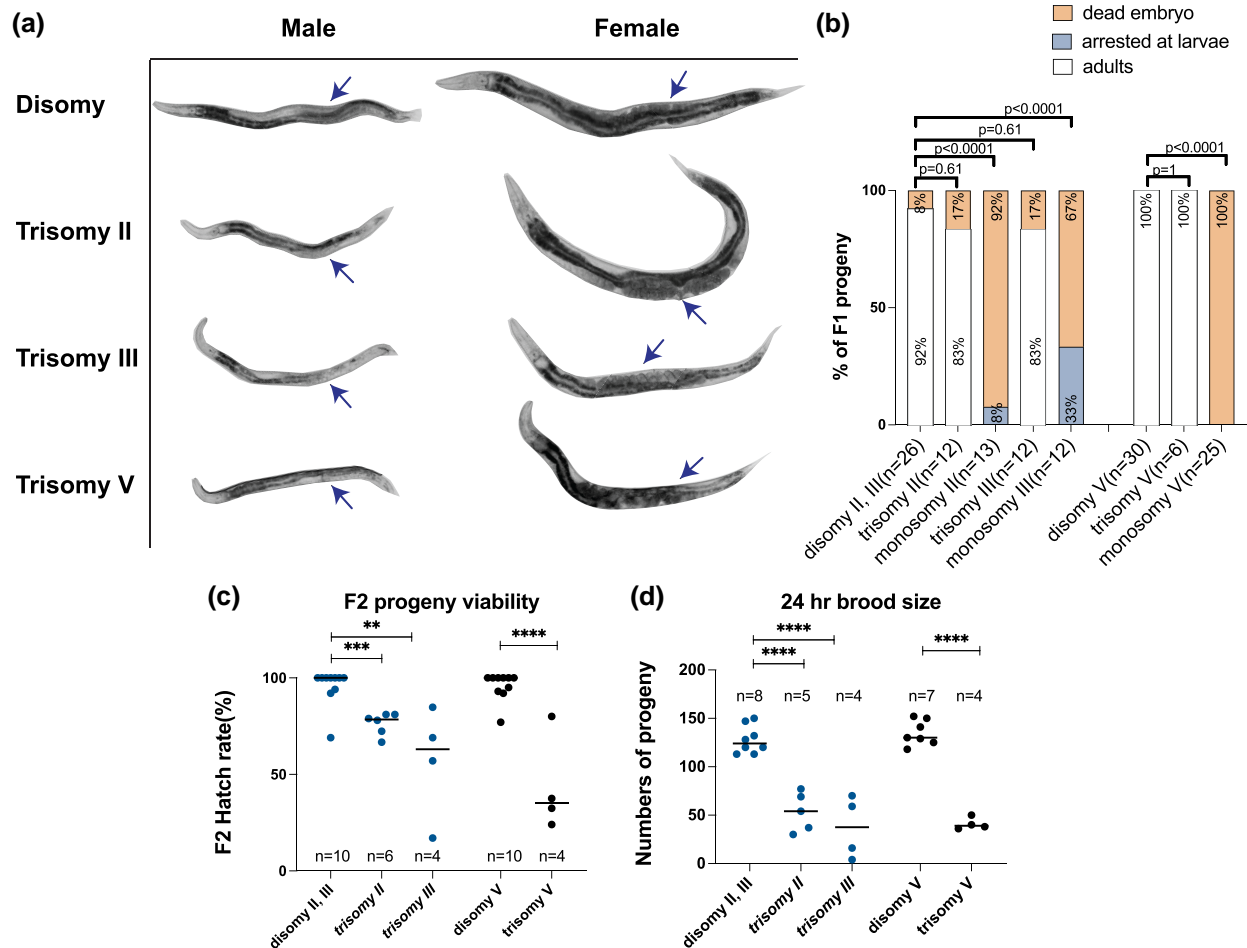 (a)
Male
Female
Disomy
Trisomy II
Trisomy III
Trisomy V
(b)
dead embryo
arrested at larvae
adults
p<0.0001
p=0.61
p<0.0001
p=0.61
p<0.0001
p=1
% of F1 progeny
100
50
0
8%
92%
17%
83%
92%
8%
17%
83%
67%
33%
100%
100%
100%
disomy II, III(n=26)
trisomy II(n=12)
monosomy II(n=13)
trisomy III(n=12)
monosomy III(n=12)
disomy V(n=30)
trisomy V(n=6)
monosomy V(n=25)
(c)
F2 progeny viability
**
***
****
F2 Hatch rate(%)
100
50
0
n=10
n=6
n=4
n=10
n=4
disomy II, III
trisomy II
trisomy III
disomy V
trisomy V
(d)
24 hr brood size
****
****
****
Numbers of progeny
200
150
100
50
0
n=8
n=5
n=4
n=7
n=4
disomy II, III
trisomy II
trisomy III
disomy V
trisomy V